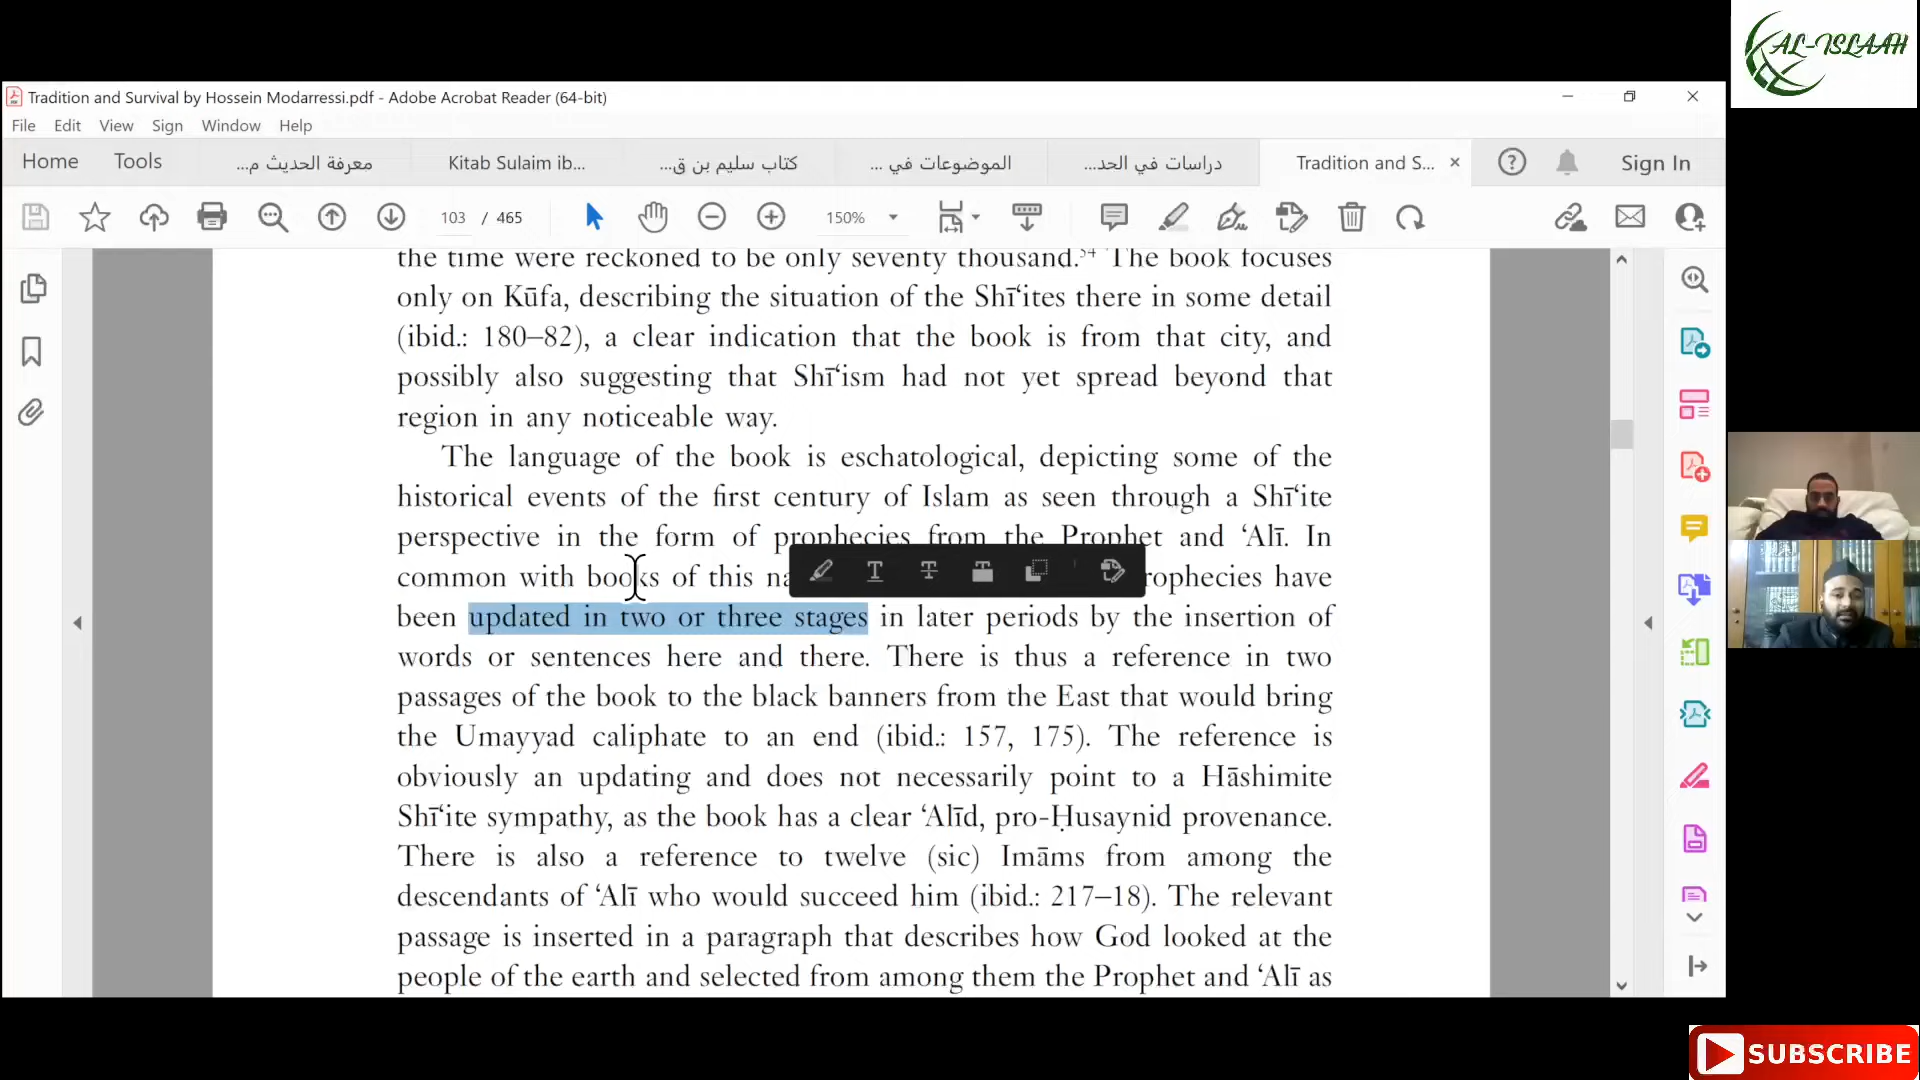 AL-ISLAAH
Tradition and Survival by Hossein Modarressi.pdf - Adobe Acrobat Reader (64-bit)
File Edit View Sign Window Help
Home Tools معرفة الحديث م... Kitab Sulaim ib... كتاب سليم بن ق... الموضوعات في ... دراسات في الحد... Tradition and S... Sign In
103 / 465 150%
the time were reckoned to be only seventy thousand.⁵⁴ The book focuses
only on Kūfa, describing the situation of the Shī‘ites there in some detail
(ibid.: 180–82), a clear indication that the book is from that city, and
possibly also suggesting that Shī‘ism had not yet spread beyond that
region in any noticeable way.
The language of the book is eschatological, depicting some of the
historical events of the first century of Islam as seen through a Shī‘ite
perspective in the form of prophecies from the Prophet and ‘Alī. In
common with books of this na rophecies have
been updated in two or three stages in later periods by the insertion of
words or sentences here and there. There is thus a reference in two
passages of the book to the black banners from the East that would bring
the Umayyad caliphate to an end (ibid.: 157, 175). The reference is
obviously an updating and does not necessarily point to a Hāshimite
Shī‘ite sympathy, as the book has a clear ‘Alīd, pro-Ḥusaynid provenance.
There is also a reference to twelve (sic) Imāms from among the
descendants of ‘Alī who would succeed him (ibid.: 217–18). The relevant
passage is inserted in a paragraph that describes how God looked at the
people of the earth and selected from among them the Prophet and ‘Alī as
SUBSCRIBE